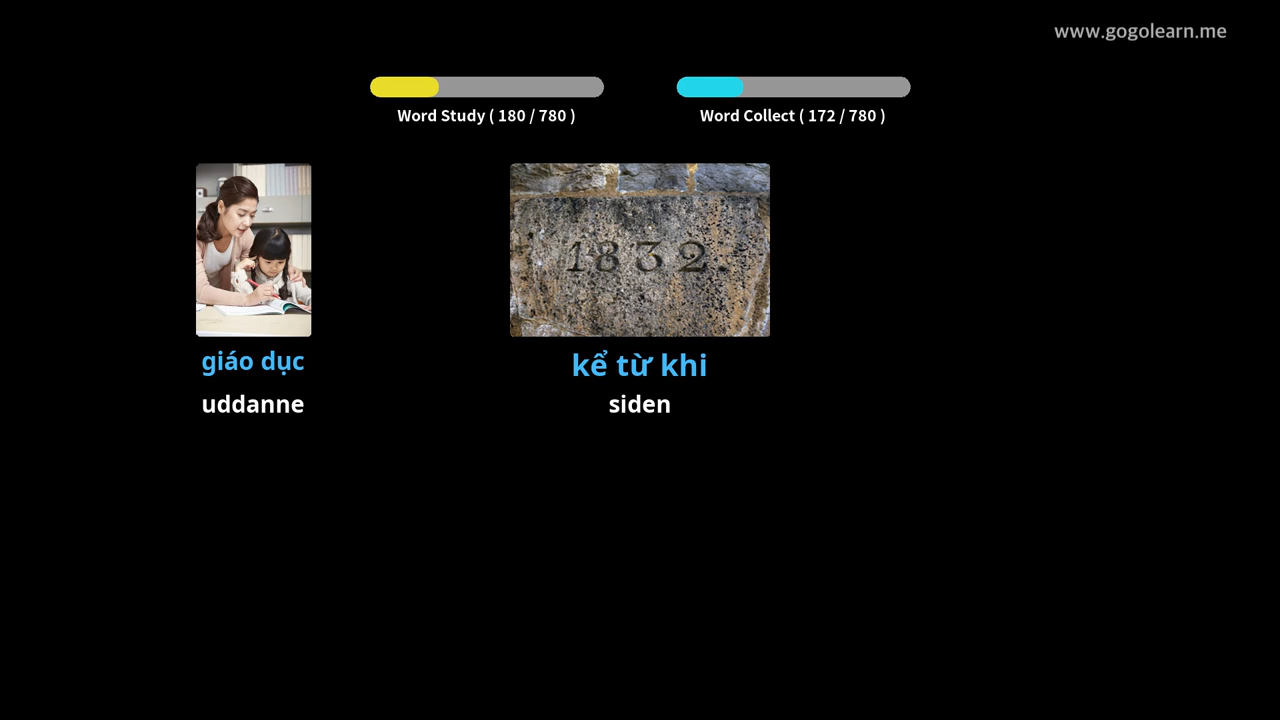 www.gogolearn.me
Word Study ( 180 / 780 )
Word Collect ( 172 / 780 )
1832.
giáo dục
kể từ khi
uddanne
siden